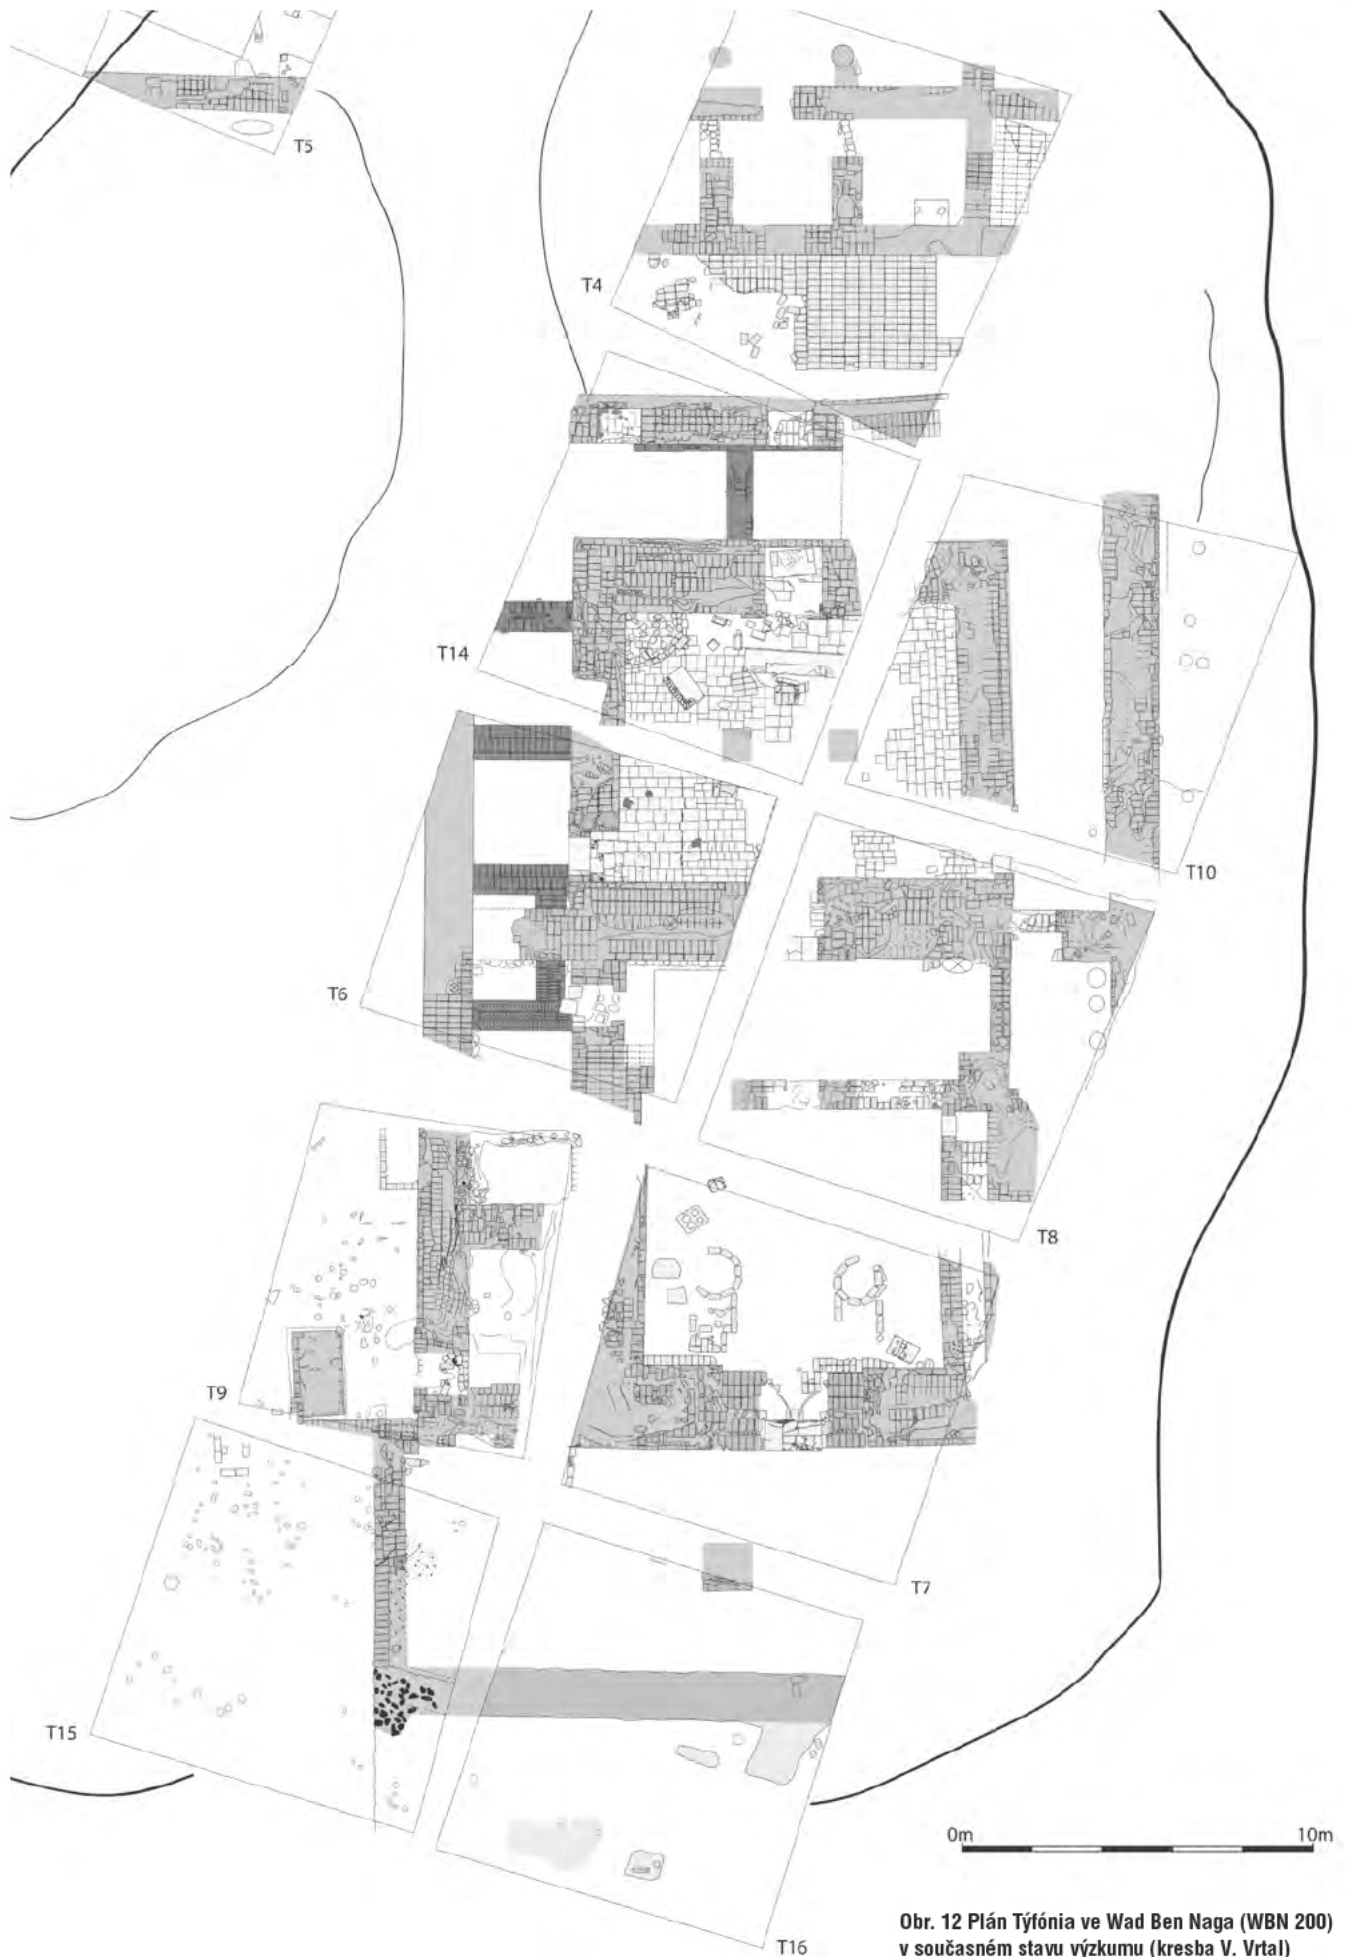 T5
T4
T14
T10
T6
T8
T9
T7
T15
0m 10m
T16
Obr. 12 Plán Týfónia ve Wad Ben Naga (WBN 200)
v současném stavu výzkumu (kresba V. Vrtal)